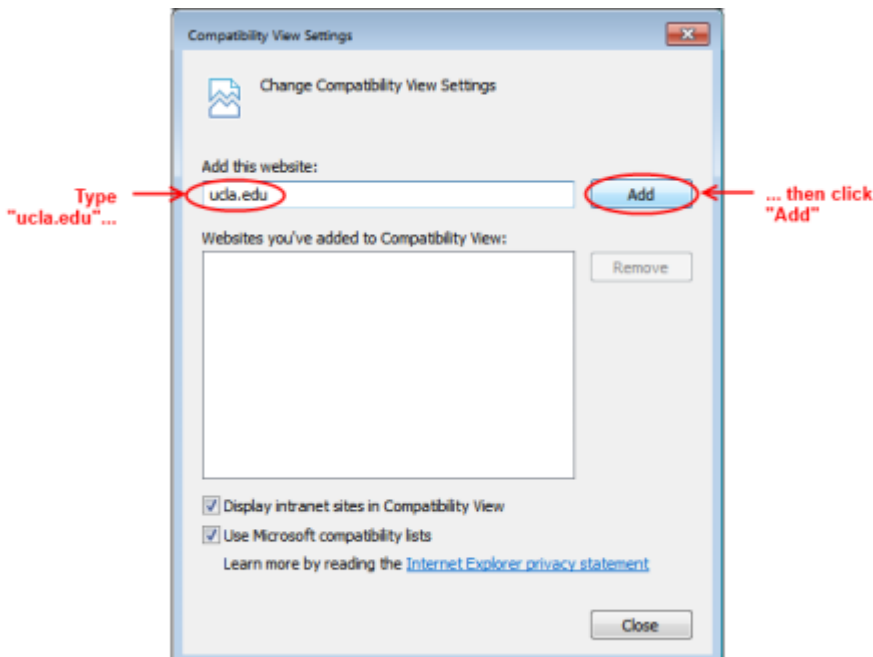 Compatibility View Settings
Change Compatibility View Settings
Add this website:
Type
"ucla.edu"...
ucla.edu
Add
... then click
"Add"
Websites you've added to Compatibility View:
Remove
Display intranet sites in Compatibility View
Use Microsoft compatibility lists
Learn more by reading the Internet Explorer privacy statement
Close